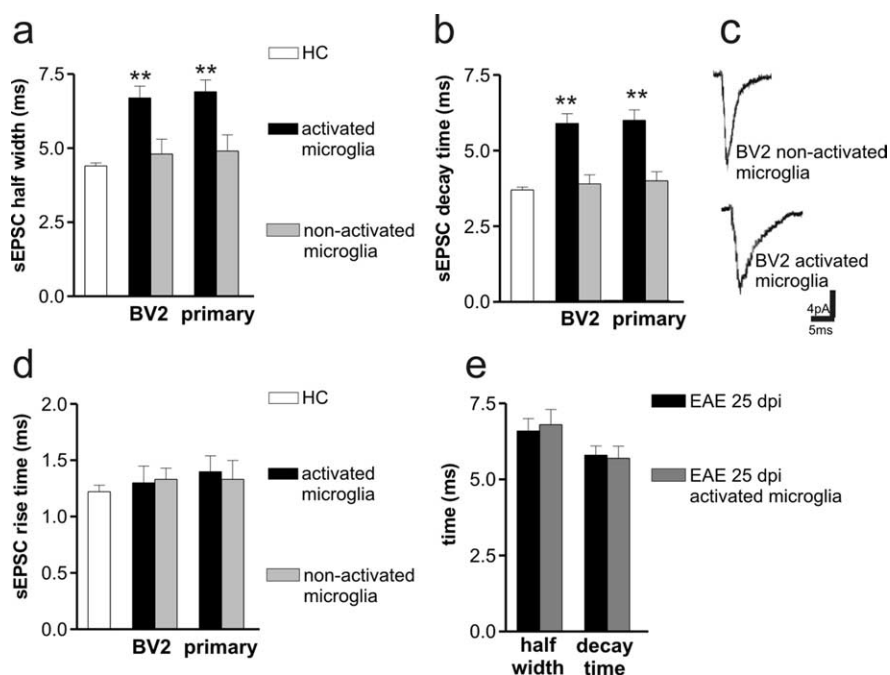 a
sEPSC half width (ms)
7.5
5.0
2.5
0.0
**
**
BV2
primary
HC
activated
microglia
non-activated
microglia
b
sEPSC decay time (ms)
7.5
5.0
2.5
0.0
**
**
BV2
primary
c
BV2 non-activated
microglia
BV2 activated
microglia
4pA
5ms
d
sEPSC rise time (ms)
2.0
1.5
1.0
0.5
0.0
BV2
primary
HC
activated
microglia
non-activated
microglia
e
time (ms)
7.5
5.0
2.5
0.0
half
width
decay
time
EAE 25 dpi
EAE 25 dpi
activated microglia